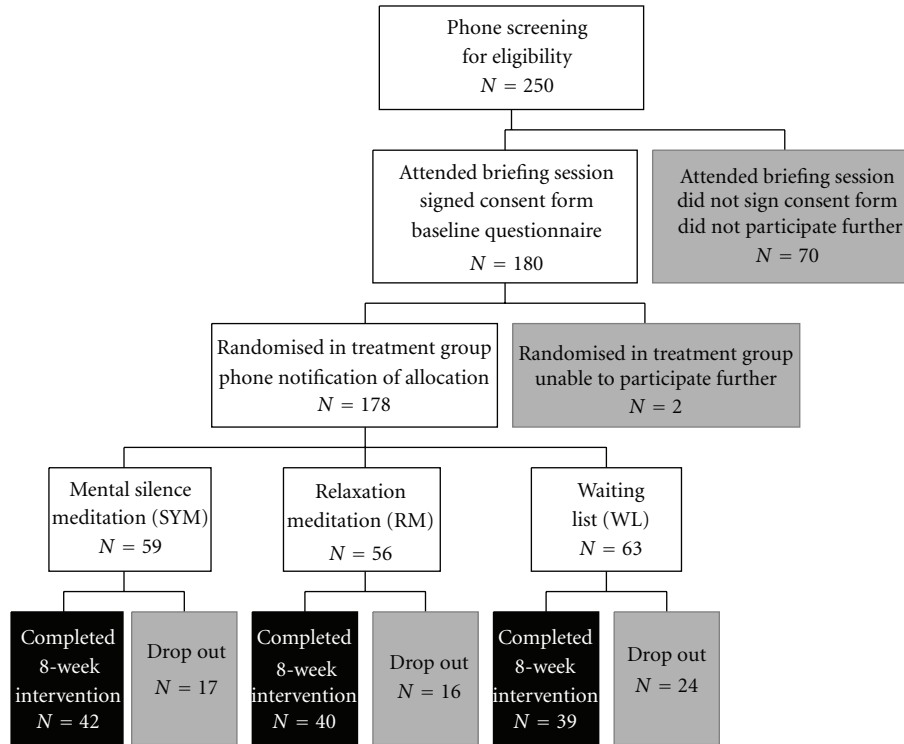 Phone screening
for eligibility
N = 250
Attended briefing session
signed consent form
baseline questionnaire
N = 180
Attended briefing session
did not sign consent form
did not participate further
N = 70
Randomised in treatment group
phone notification of allocation
N = 178
Randomised in treatment group
unable to participate further
N = 2
Mental silence
meditation (SYM)
N = 59
Relaxation
meditation (RM)
N = 56
Waiting
list (WL)
N = 63
Completed
8-week
intervention
N = 42
Drop out
N = 17
Completed
8-week
intervention
N = 40
Drop out
N = 16
Completed
8-week
intervention
N = 39
Drop out
N = 24